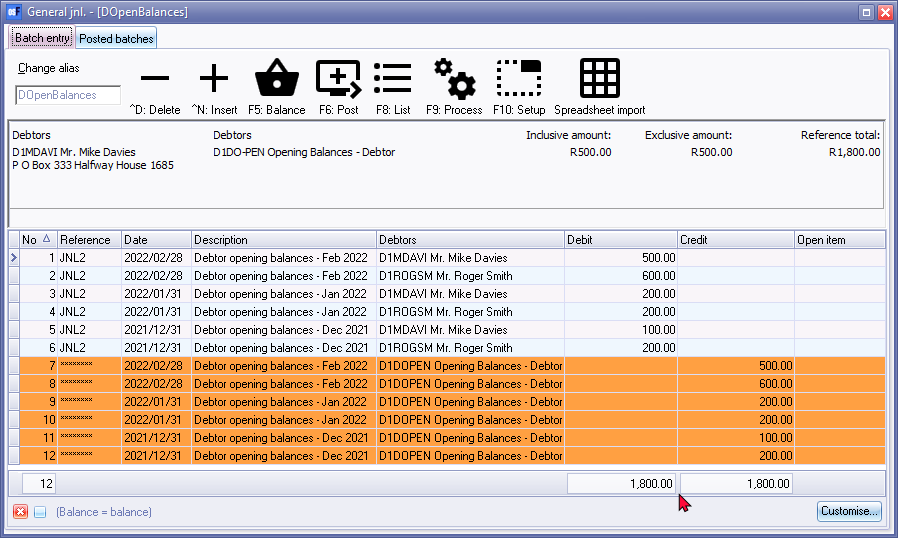 General jnl. - [DOpenBalances]
Batch entry Posted batches
Change alias
DOpenBalances
^D: Delete ^N: Insert F5: Balance F6: Post F8: List F9: Process F10: Setup Spreadsheet import
Debtors Debtors Inclusive amount: Exclusive amount: Reference total:
D1MDAVI Mr. Mike Davies D1DO-PEN Opening Balances - Debtor R500.00 R500.00 R1,800.00
P O Box 333 Halfway House 1685
No Reference Date Description Debtors Debit Credit Open item
1 JNL2 2022/02/28 Debtor opening balances - Feb 2022 D1MDAVI Mr. Mike Davies 500.00
2 JNL2 2022/02/28 Debtor opening balances - Feb 2022 D1ROGSM Mr. Roger Smith 600.00
3 JNL2 2022/01/31 Debtor opening balances - Jan 2022 D1MDAVI Mr. Mike Davies 200.00
4 JNL2 2022/01/31 Debtor opening balances - Jan 2022 D1ROGSM Mr. Roger Smith 200.00
5 JNL2 2021/12/31 Debtor opening balances - Dec 2021 D1MDAVI Mr. Mike Davies 100.00
6 JNL2 2021/12/31 Debtor opening balances - Dec 2021 D1ROGSM Mr. Roger Smith 200.00
7 ******** 2022/02/28 Debtor opening balances - Feb 2022 D1DOPEN Opening Balances - Debtor 500.00
8 ******** 2022/02/28 Debtor opening balances - Feb 2022 D1DOPEN Opening Balances - Debtor 600.00
9 ******** 2022/01/31 Debtor opening balances - Jan 2022 D1DOPEN Opening Balances - Debtor 200.00
10 ******** 2022/01/31 Debtor opening balances - Jan 2022 D1DOPEN Opening Balances - Debtor 200.00
11 ******** 2021/12/31 Debtor opening balances - Dec 2021 D1DOPEN Opening Balances - Debtor 100.00
12 ******** 2021/12/31 Debtor opening balances - Dec 2021 D1DOPEN Opening Balances - Debtor 200.00
12 1,800.00 1,800.00
(Balance = balance) Customise...